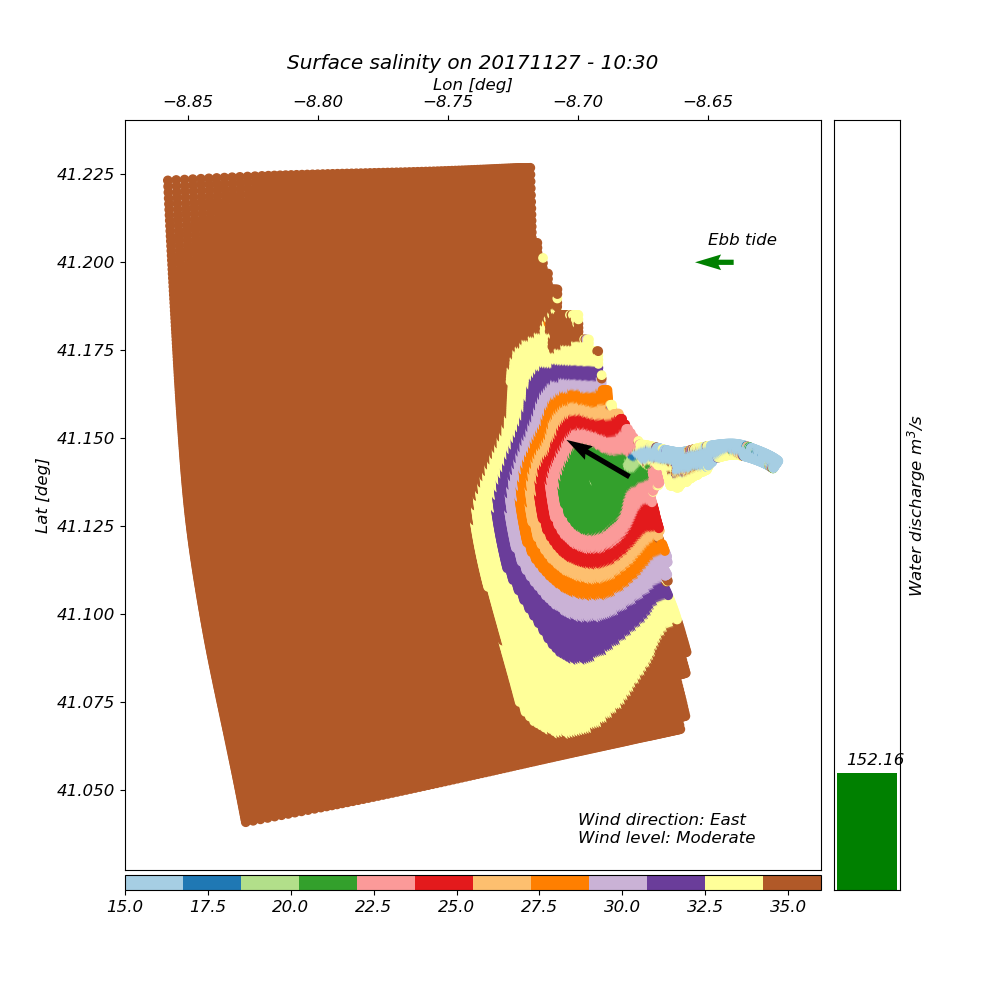 Surface salinity on 20171127 - 10:30
Lon [deg]
−8.85 −8.80 −8.75 −8.70 −8.65
41.225
41.200
41.175
41.150
41.125
41.100
41.075
41.050
Lat [deg]
Ebb tide
Wind direction: East
Wind level: Moderate
15.0 17.5 20.0 22.5 25.0 27.5 30.0 32.5 35.0
152.16
Water discharge m³/s